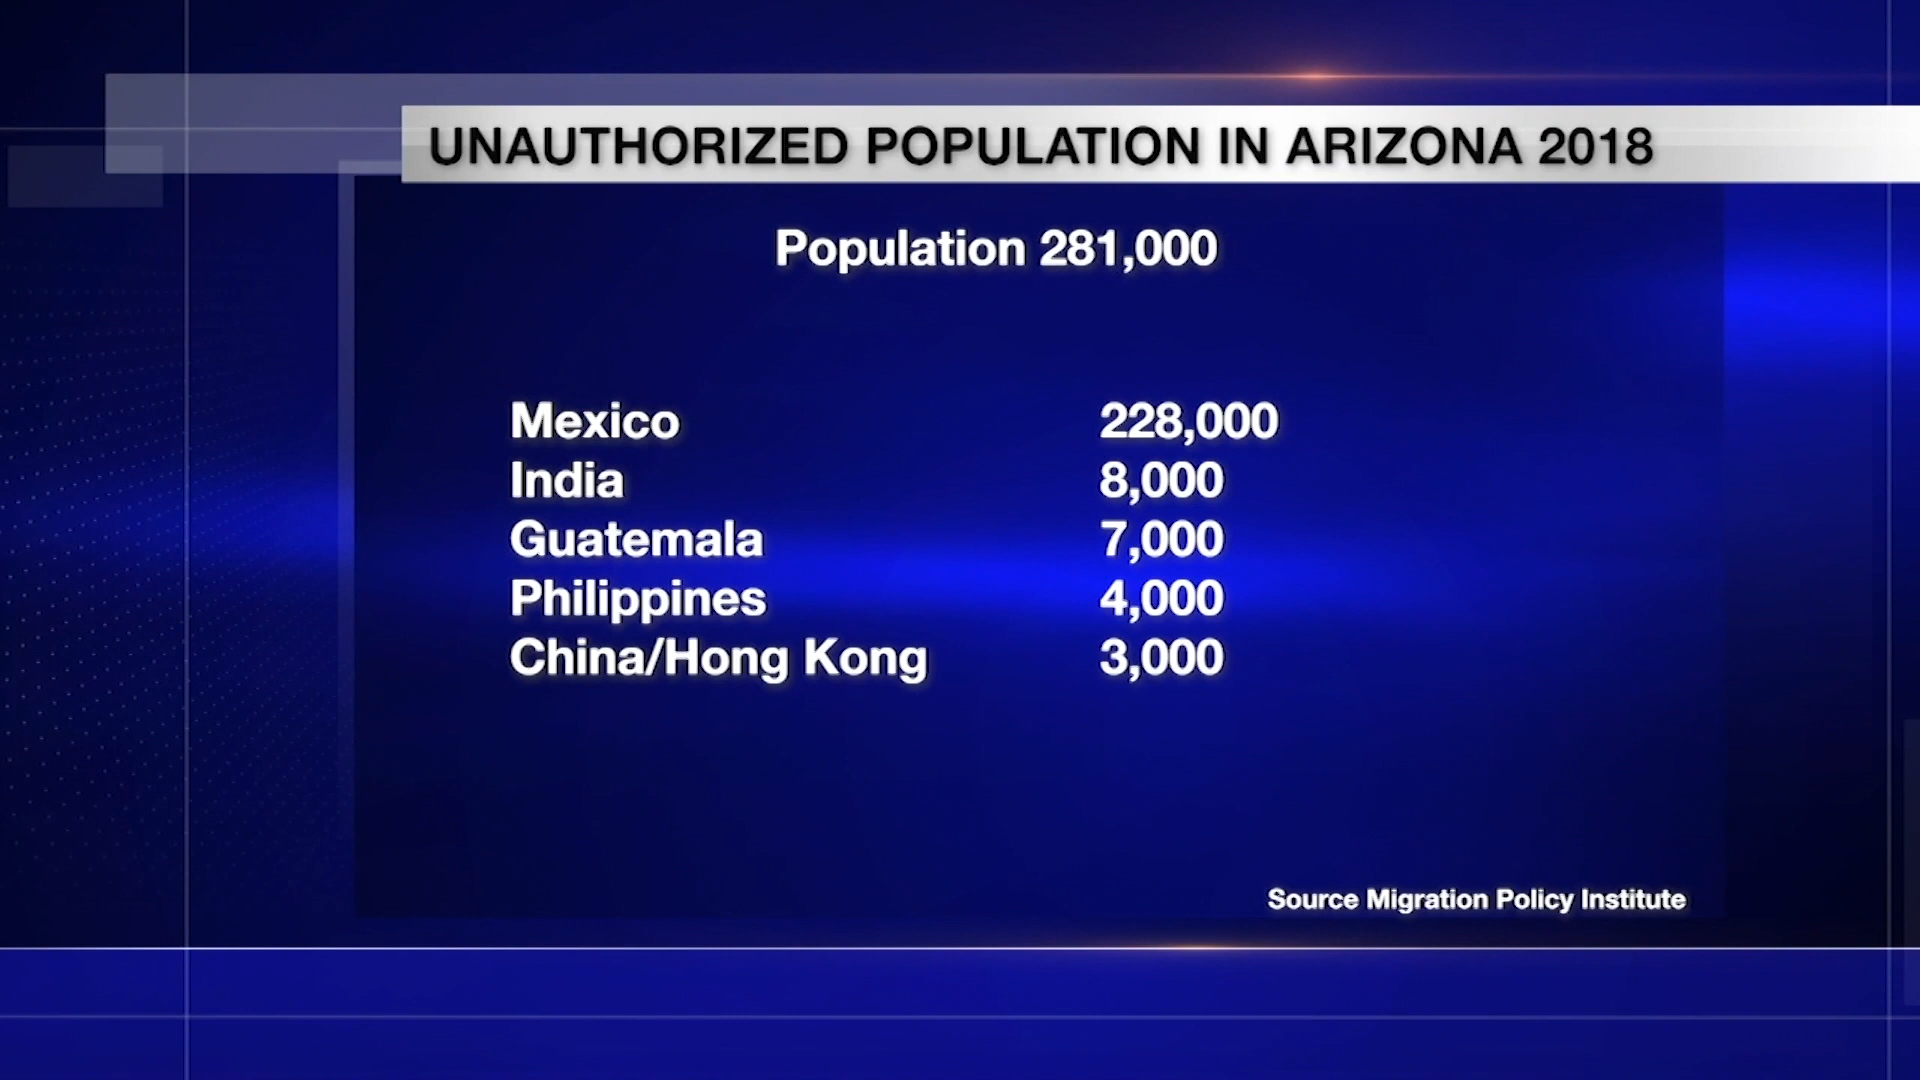 UNAUTHORIZED POPULATION IN ARIZONA 2018
Population 281,000
Mexico 228,000
India 8,000
Guatemala 7,000
Philippines 4,000
China/Hong Kong 3,000
Source Migration Policy Institute